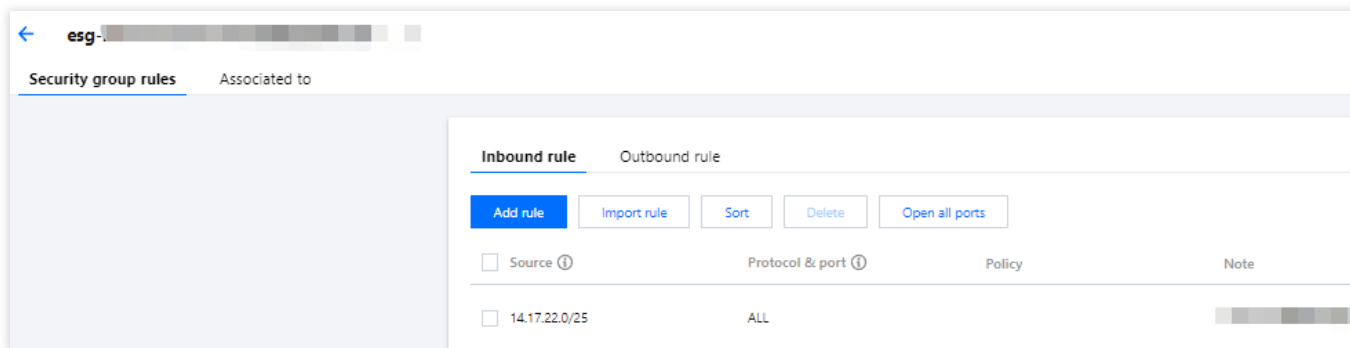 esg-
Security group rules Associated to
Inbound rule Outbound rule
Add rule Import rule Sort Delete Open all ports
Source Protocol & port Policy Note
14.17.22.0/25 ALL